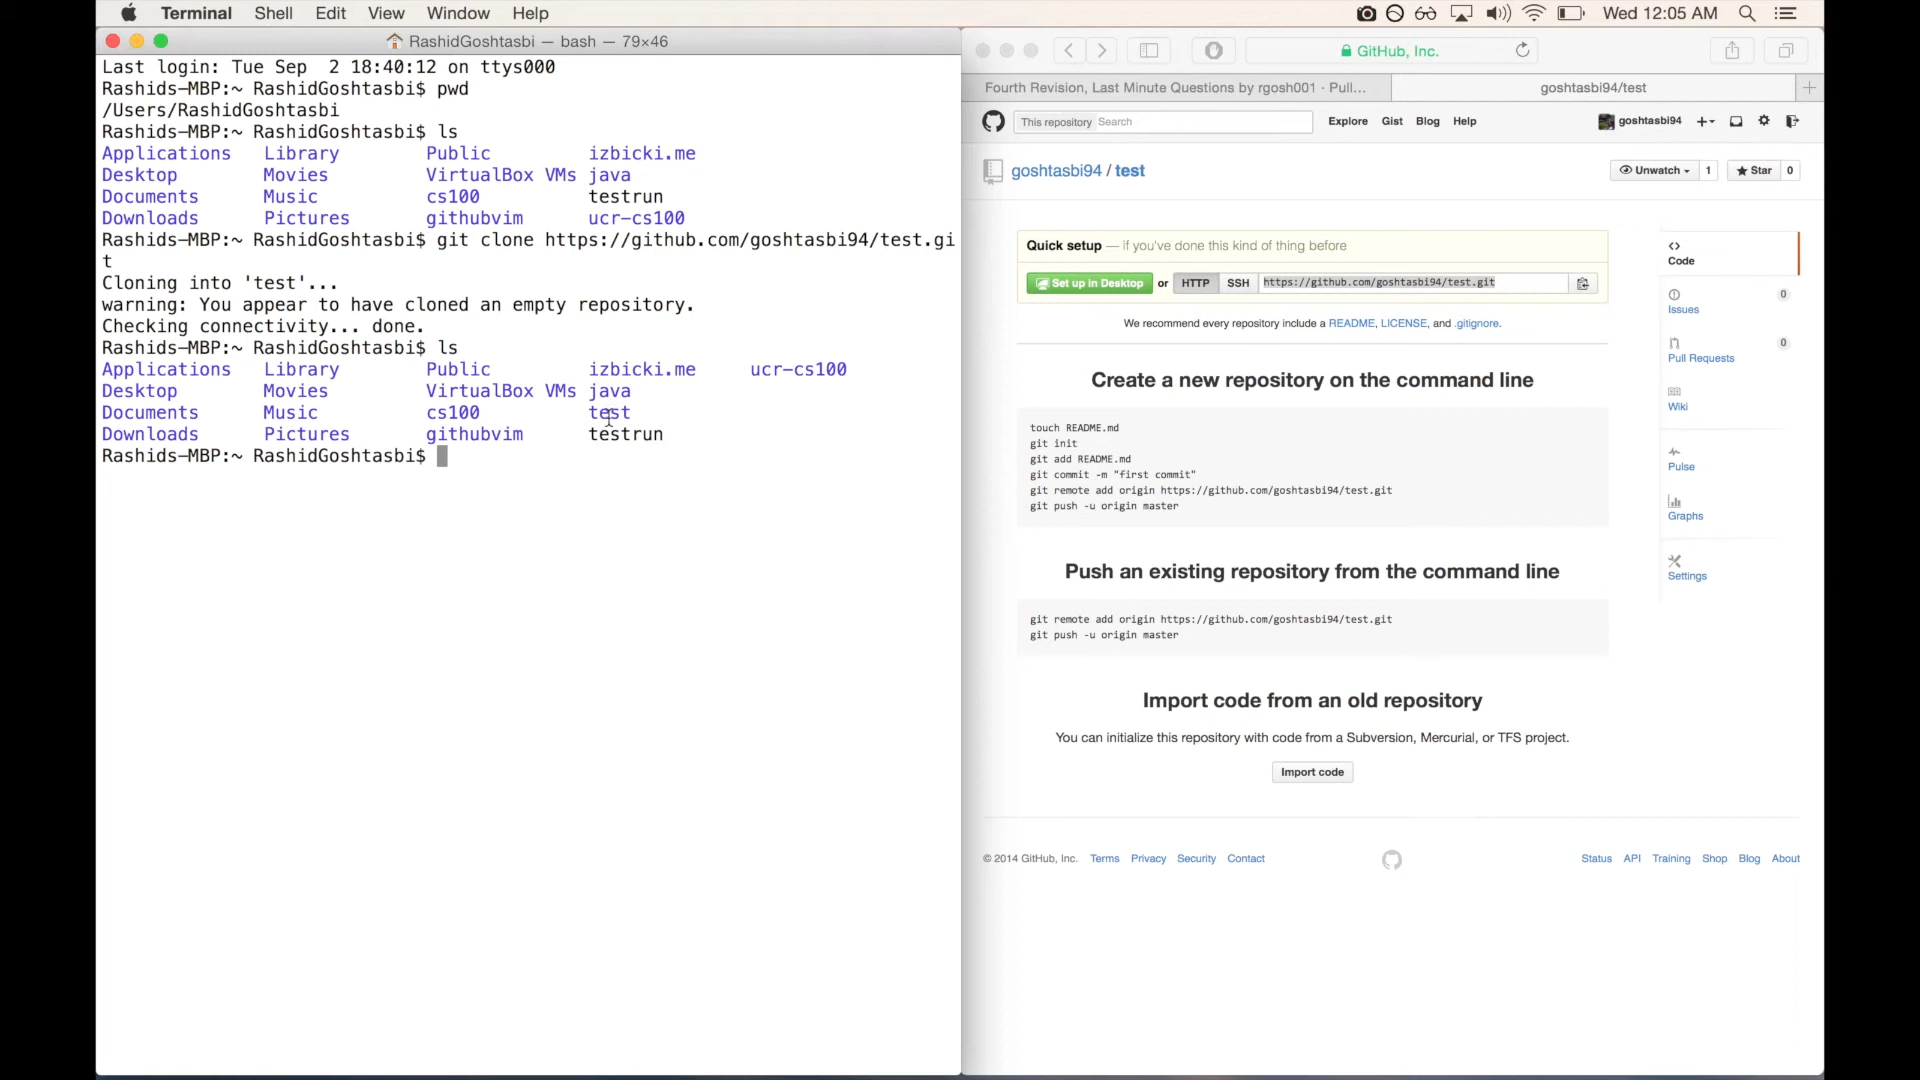 Terminal Shell Edit View Window Help Wed 12:05 AM
RashidGoshtasbi — bash — 79×46
Last login: Tue Sep  2 18:40:12 on ttys000
Rashids-MBP:~ RashidGoshtasbi$ pwd
/Users/RashidGoshtasbi
Rashids-MBP:~ RashidGoshtasbi$ ls
Applications Library Public izbicki.me
Desktop Movies VirtualBox VMs java
Documents Music cs100 testrun
Downloads Pictures githubvim ucr-cs100
Rashids-MBP:~ RashidGoshtasbi$ git clone https://github.com/goshtasbi94/test.gi
t
Cloning into 'test'...
warning: You appear to have cloned an empty repository.
Checking connectivity... done.
Rashids-MBP:~ RashidGoshtasbi$ ls
Applications Library Public izbicki.me ucr-cs100
Desktop Movies VirtualBox VMs java
Documents Music cs100 test
Downloads Pictures githubvim testrun
Rashids-MBP:~ RashidGoshtasbi$
GitHub, Inc.
Fourth Revision, Last Minute Questions by rgosh001 · Pull...
goshtasbi94/test
This repository Search Explore Gist Blog Help goshtasbi94
goshtasbi94 / test Unwatch 1 Star 0
Quick setup — if you've done this kind of thing before
Set up in Desktop or HTTP SSH https://github.com/goshtasbi94/test.git
We recommend every repository include a README, LICENSE, and .gitignore.
Create a new repository on the command line
touch README.md
git init
git add README.md
git commit -m "first commit"
git remote add origin https://github.com/goshtasbi94/test.git
git push -u origin master
Push an existing repository from the command line
git remote add origin https://github.com/goshtasbi94/test.git
git push -u origin master
Import code from an old repository
You can initialize this repository with code from a Subversion, Mercurial, or TFS project.
Import code
Code
Issues 0
Pull Requests 0
Wiki
Pulse
Graphs
Settings
© 2014 GitHub, Inc. Terms Privacy Security Contact
Status API Training Shop Blog About